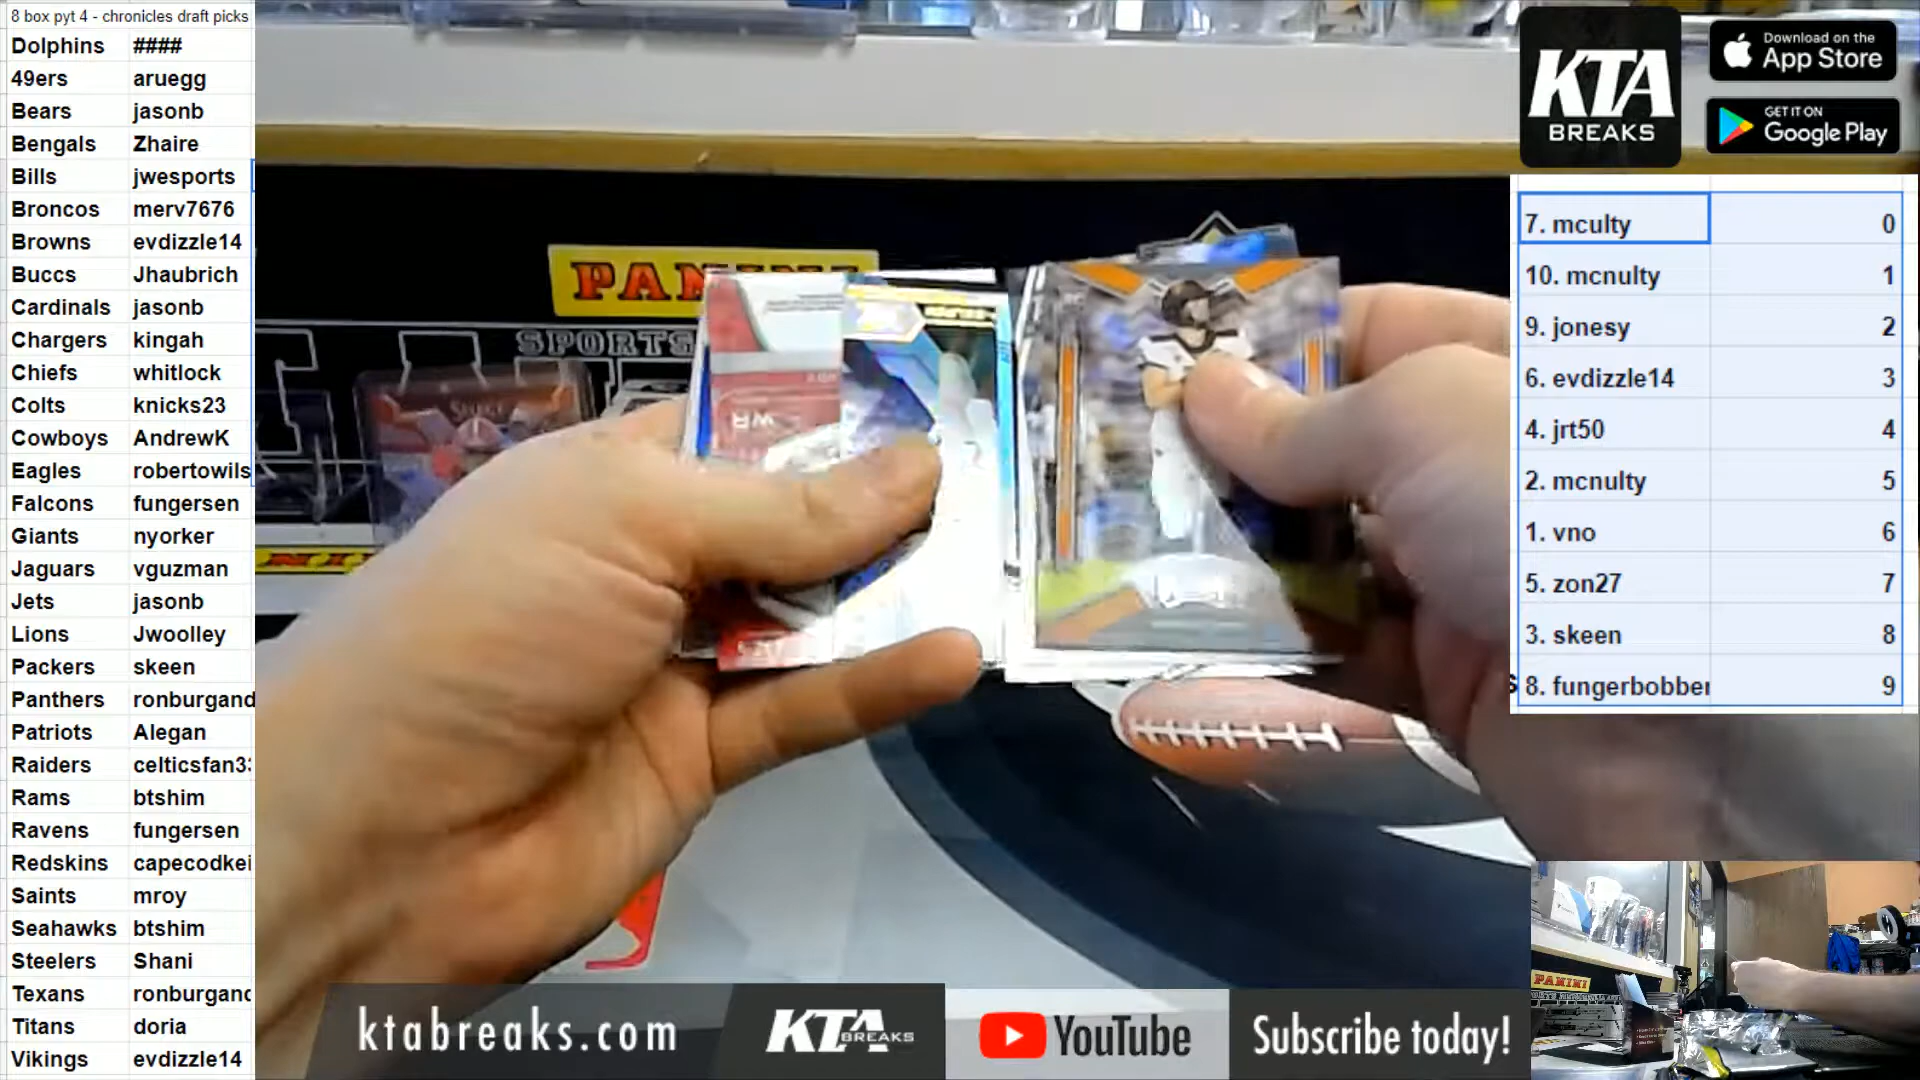 8 box pyt 4 - chronicles draft picks
Dolphins ####
49ers aruegg
Bears jasonb
Bengals Zhaire
Bills jwesports
Broncos merv7676
Browns evdizzle14
Buccs Jhaubrich
Cardinals jasonb
Chargers kingah
Chiefs whitlock
Colts knicks23
Cowboys AndrewK
Eagles robertowils
Falcons fungersen
Giants nyorker
Jaguars vguzman
Jets jasonb
Lions Jwoolley
Packers skeen
Panthers ronburgand
Patriots Alegan
Raiders celticsfan3
Rams btshim
Ravens fungersen
Redskins capecodkei
Saints mroy
Seahawks btshim
Steelers Shani
Texans ronburgand
Titans doria
Vikings evdizzle14
PANINI
SPORTS
WR
KTA
BREAKS
Download on the
App Store
GET IT ON
Google Play
7. mculty 0
10. mcnulty 1
9. jonesy 2
6. evdizzle14 3
4. jrt50 4
2. mcnulty 5
1. vno 6
5. zon27 7
3. skeen 8
8. fungerbobber 9
PANINI
ktabreaks.com
KTA BREAKS
YouTube
Subscribe today!